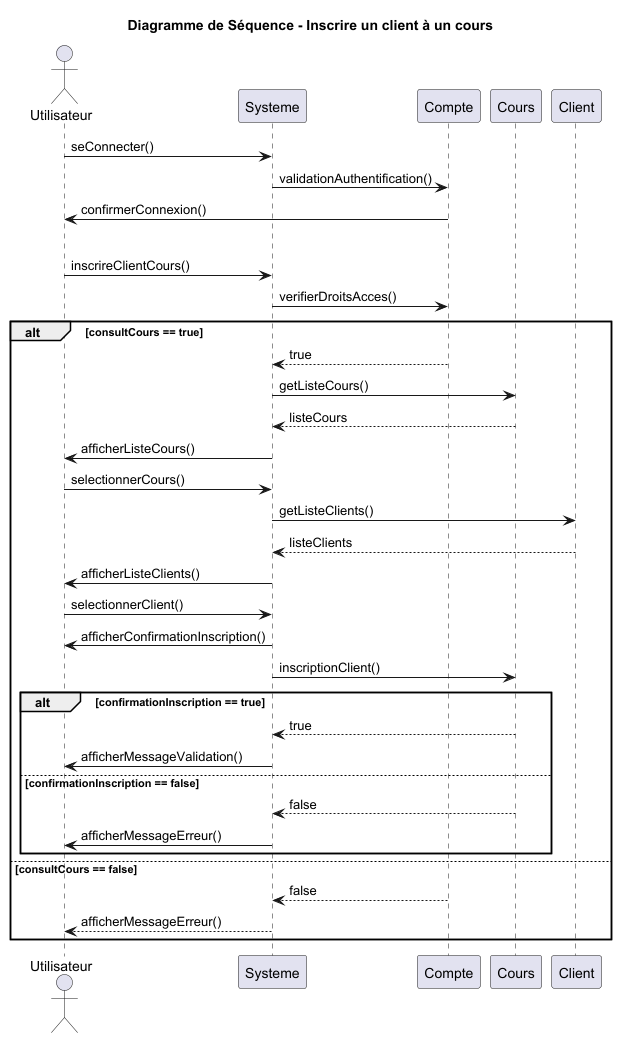 Diagramme de Séquence - Inscrire un client à un cours
Utilisateur
Systeme
Compte
Cours
Client
seConnecter()
validationAuthentification()
confirmerConnexion()
inscrireClientCours()
verifierDroitsAcces()
alt
[consultCours == true]
true
getListeCours()
listeCours
afficherListeCours()
selectionnerCours()
getListeClients()
listeClients
afficherListeClients()
selectionnerClient()
afficherConfirmationInscription()
inscriptionClient()
alt
[confirmationInscription == true]
true
afficherMessageValidation()
[confirmationInscription == false]
false
afficherMessageErreur()
[consultCours == false]
false
afficherMessageErreur()
Utilisateur
Systeme
Compte
Cours
Client